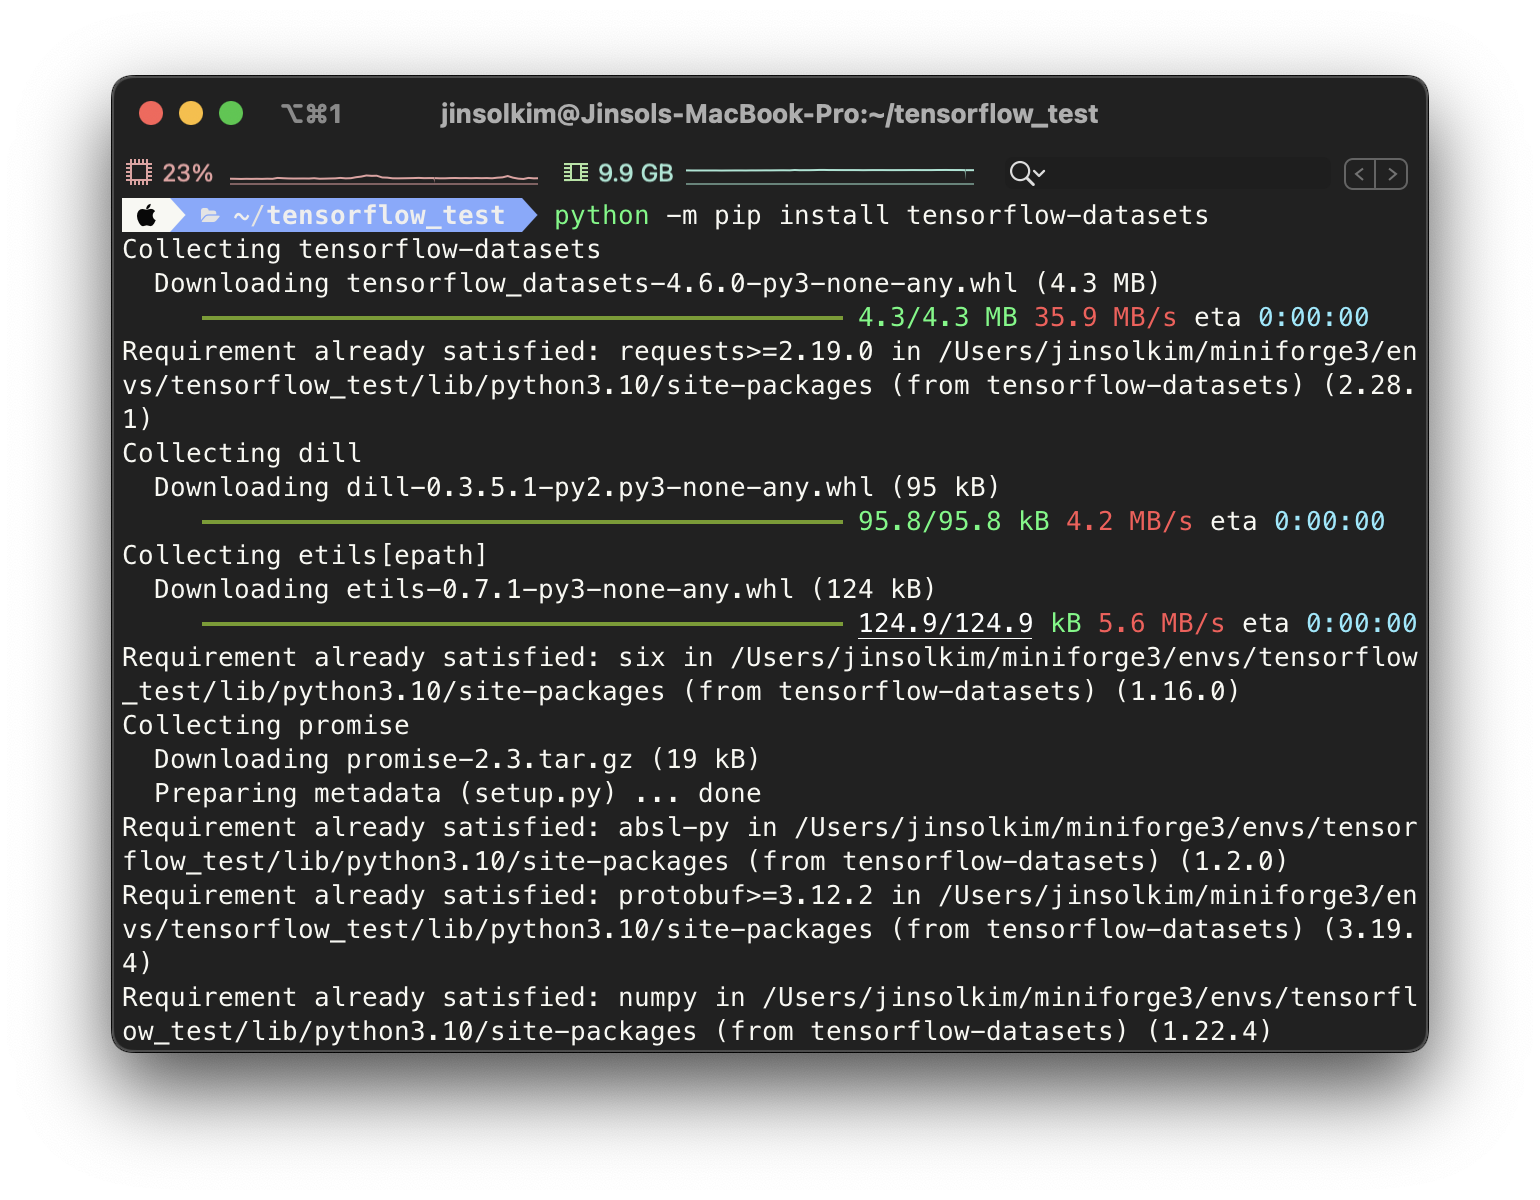 ⌥⌘1 jinsolkim@Jinsols-MacBook-Pro:~/tensorflow_test
23% 9.9 GB
~/tensorflow_test python -m pip install tensorflow-datasets
Collecting tensorflow-datasets
  Downloading tensorflow_datasets-4.6.0-py3-none-any.whl (4.3 MB)
4.3/4.3 MB 35.9 MB/s eta 0:00:00
Requirement already satisfied: requests>=2.19.0 in /Users/jinsolkim/miniforge3/en
vs/tensorflow_test/lib/python3.10/site-packages (from tensorflow-datasets) (2.28.
1)
Collecting dill
  Downloading dill-0.3.5.1-py2.py3-none-any.whl (95 kB)
95.8/95.8 kB 4.2 MB/s eta 0:00:00
Collecting etils[epath]
  Downloading etils-0.7.1-py3-none-any.whl (124 kB)
124.9/124.9 kB 5.6 MB/s eta 0:00:00
Requirement already satisfied: six in /Users/jinsolkim/miniforge3/envs/tensorflow
_test/lib/python3.10/site-packages (from tensorflow-datasets) (1.16.0)
Collecting promise
  Downloading promise-2.3.tar.gz (19 kB)
  Preparing metadata (setup.py) ... done
Requirement already satisfied: absl-py in /Users/jinsolkim/miniforge3/envs/tensor
flow_test/lib/python3.10/site-packages (from tensorflow-datasets) (1.2.0)
Requirement already satisfied: protobuf>=3.12.2 in /Users/jinsolkim/miniforge3/en
vs/tensorflow_test/lib/python3.10/site-packages (from tensorflow-datasets) (3.19.
4)
Requirement already satisfied: numpy in /Users/jinsolkim/miniforge3/envs/tensorfl
ow_test/lib/python3.10/site-packages (from tensorflow-datasets) (1.22.4)